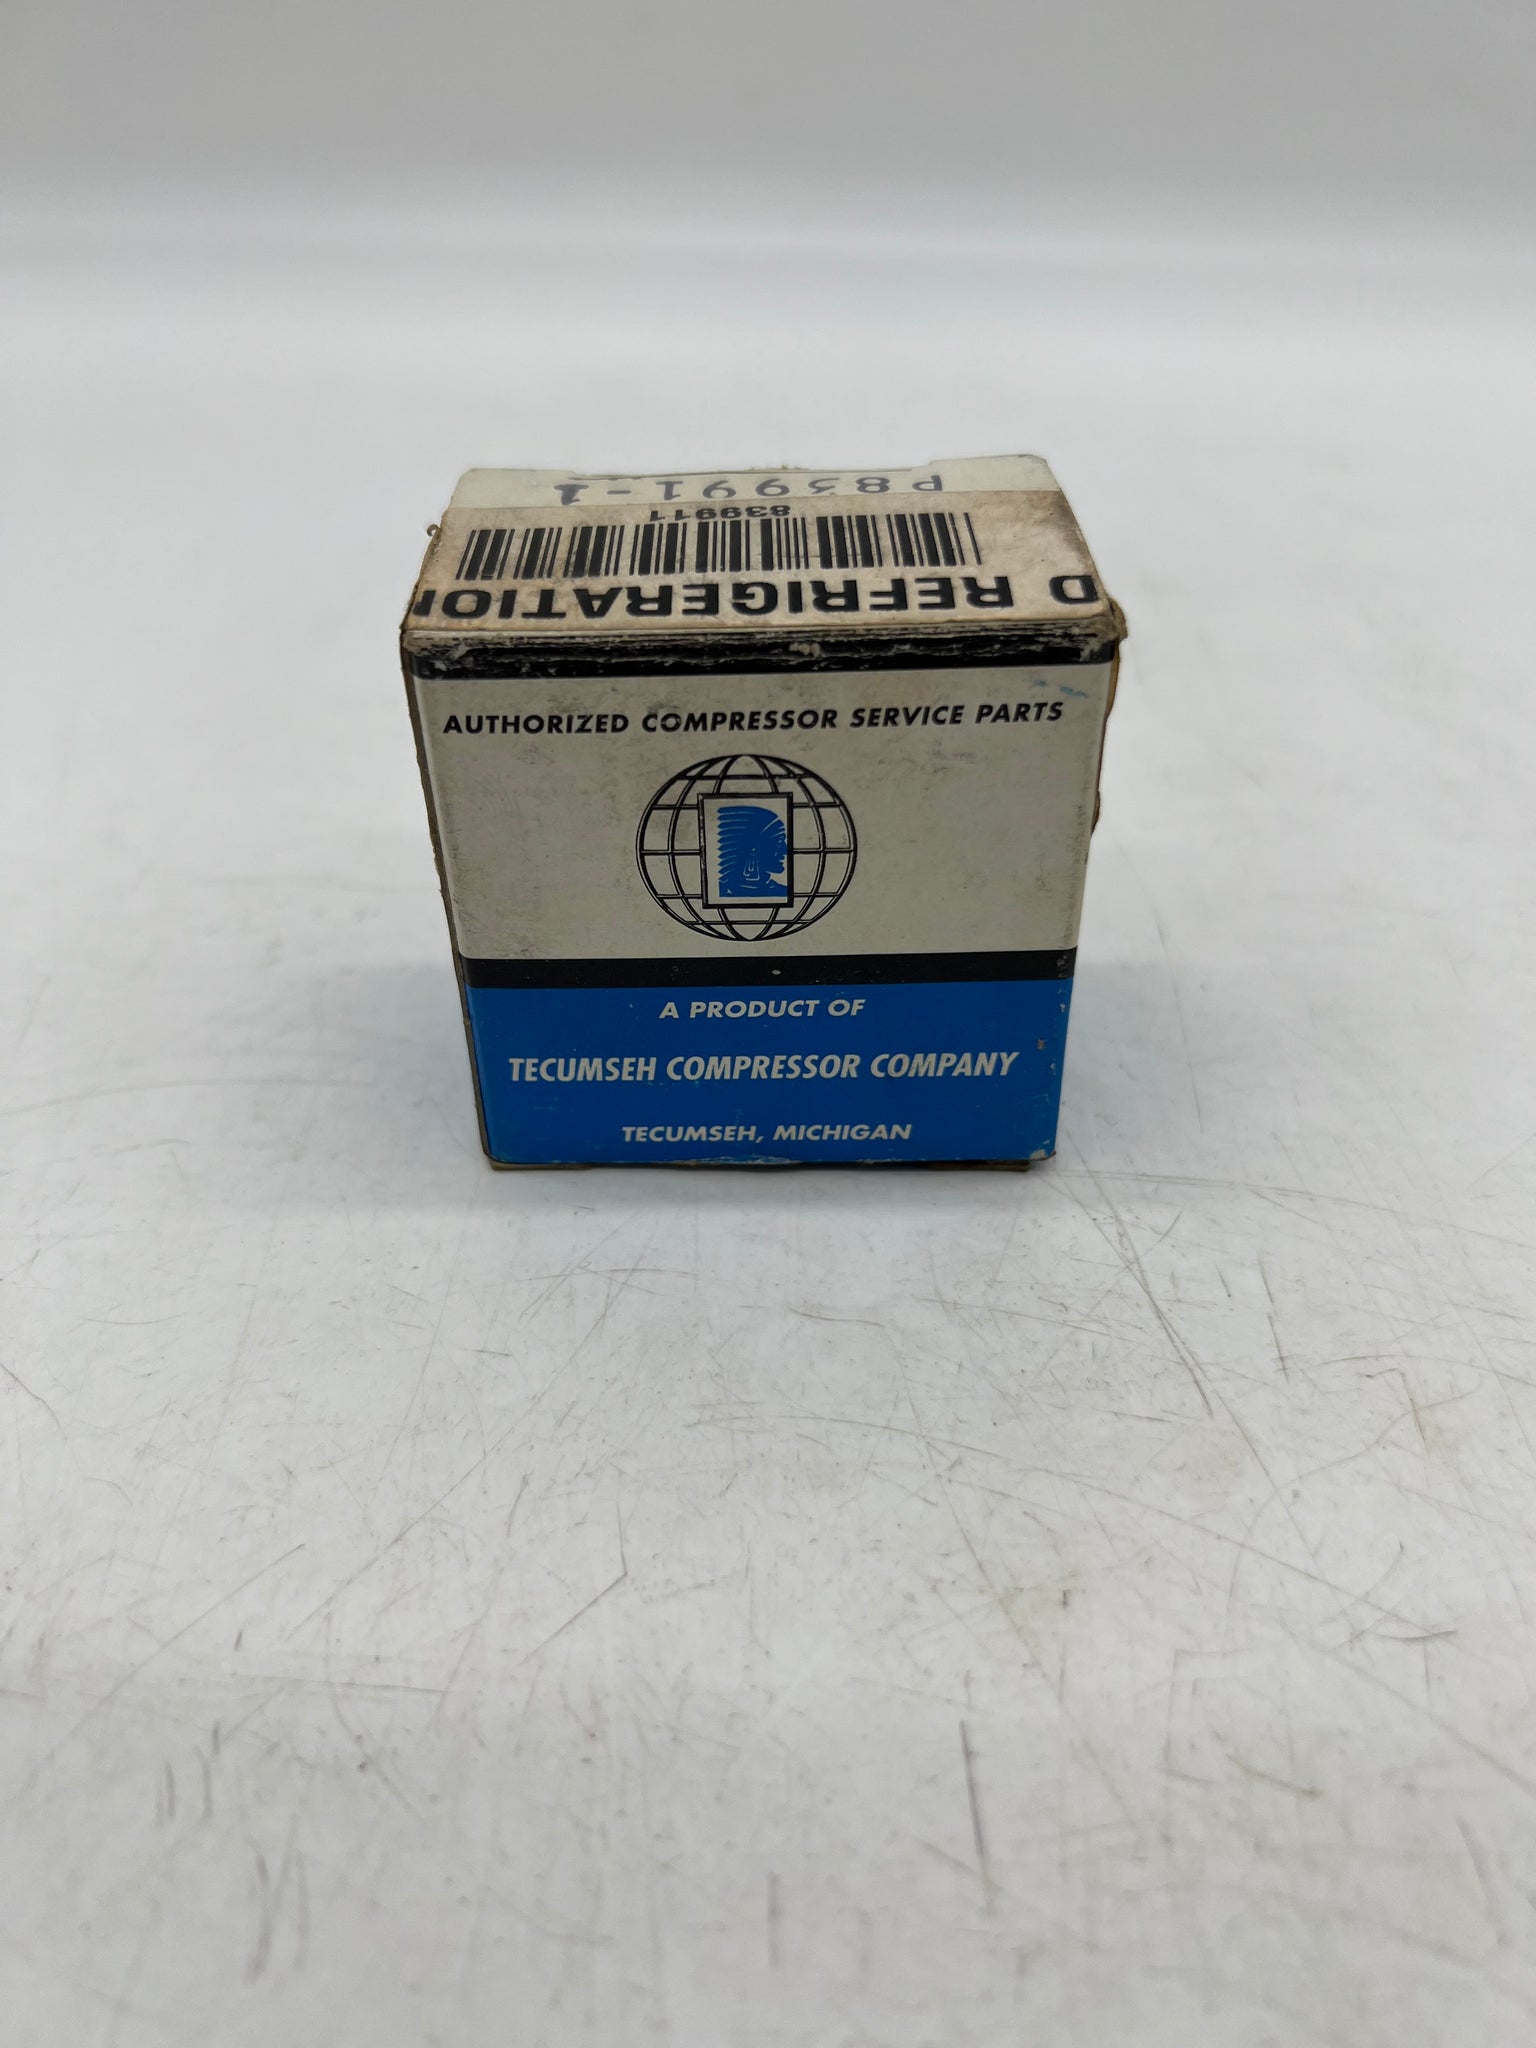 P83991-1
839911
D REFRIGERATION
AUTHORIZED COMPRESSOR SERVICE PARTS
A PRODUCT OF
TECUMSEH COMPRESSOR COMPANY
TECUMSEH, MICHIGAN